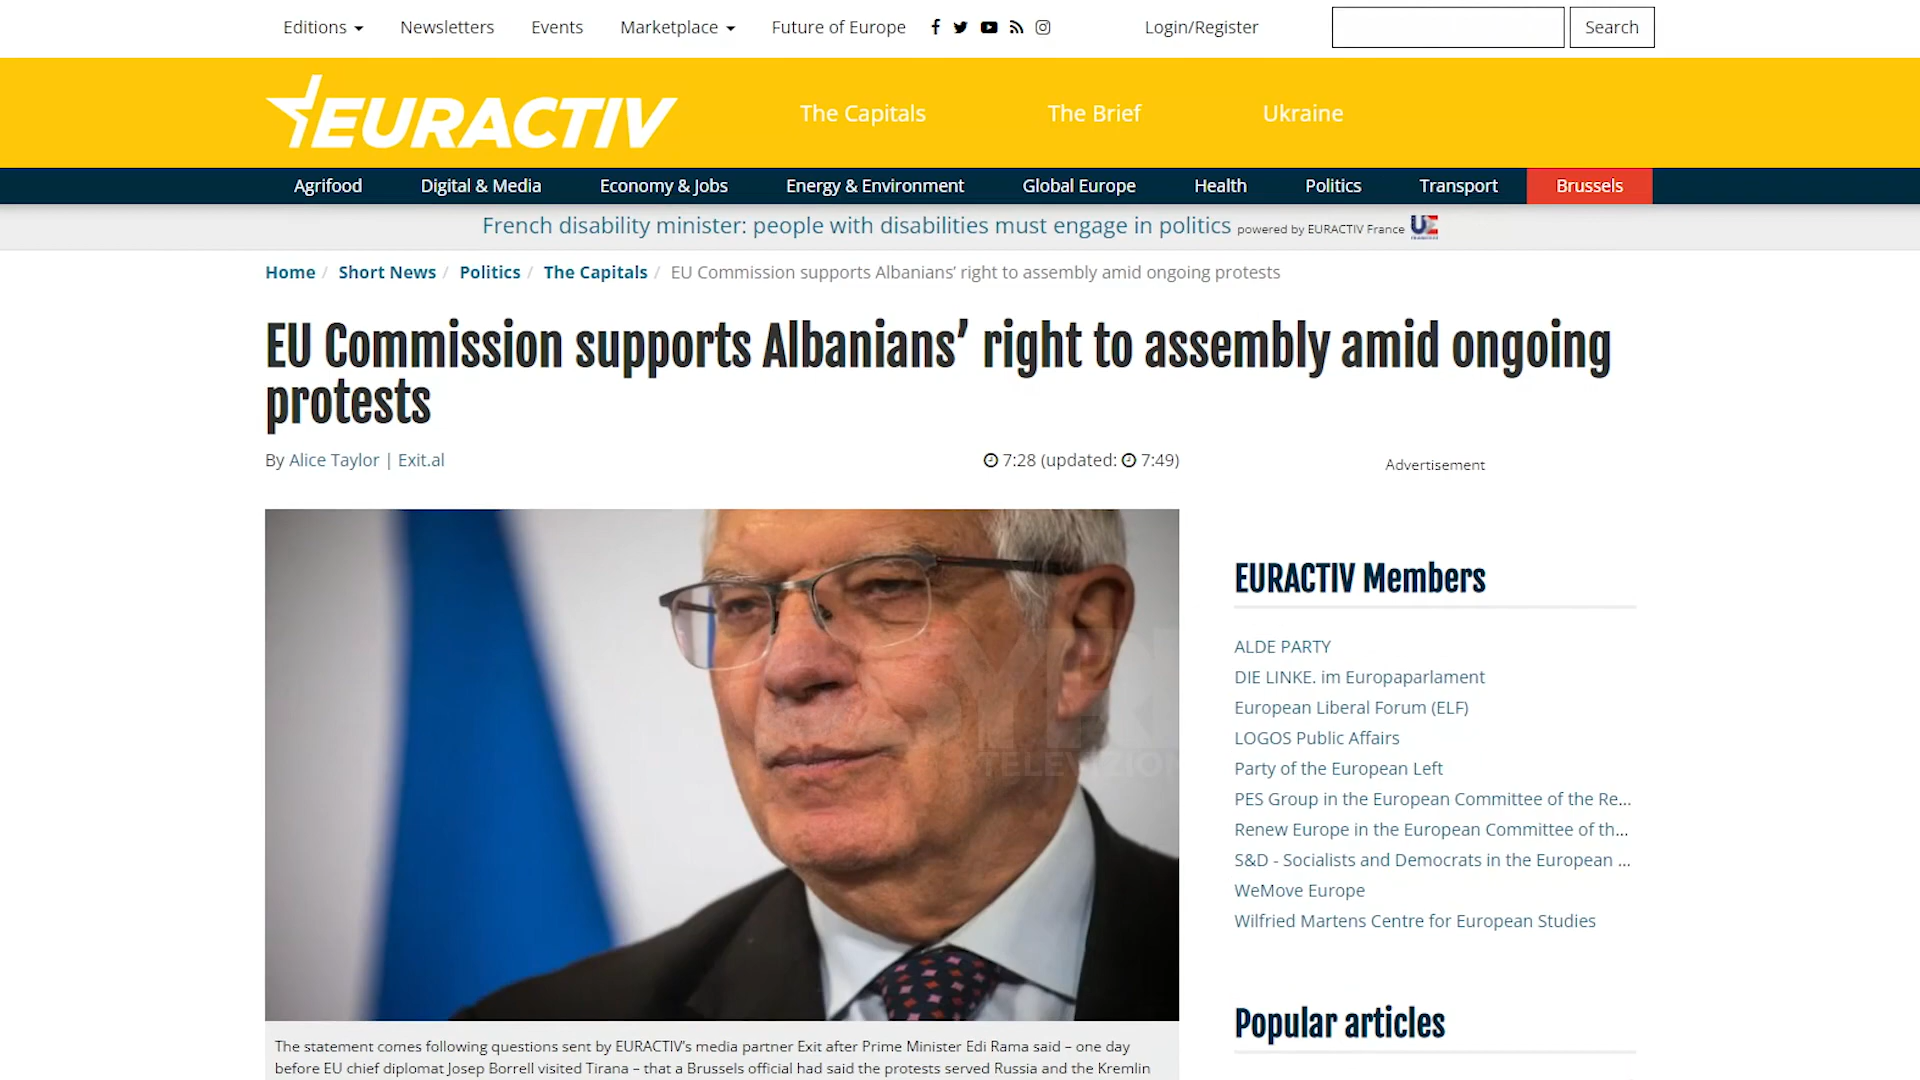 Editions
Newsletters
Events
Marketplace
Future of Europe
Login/Register
Search
EURACTIV
The Capitals
The Brief
Ukraine
Agrifood
Digital & Media
Economy & Jobs
Energy & Environment
Global Europe
Health
Politics
Transport
Brussels
French disability minister: people with disabilities must engage in politics powered by EURACTIV France
Home / Short News / Politics / The Capitals / EU Commission supports Albanians’ right to assembly amid ongoing protests
EU Commission supports Albanians’ right to assembly amid ongoing
protests
By Alice Taylor | Exit.al
7:28 (updated: 7:49)
Advertisement
TELEVIZION
The statement comes following questions sent by EURACTIV’s media partner Exit after Prime Minister Edi Rama said – one day
before EU chief diplomat Josep Borrell visited Tirana – that a Brussels official had said the protests served Russia and the Kremlin
EURACTIV Members
ALDE PARTY
DIE LINKE. im Europaparlament
European Liberal Forum (ELF)
LOGOS Public Affairs
Party of the European Left
PES Group in the European Committee of the Re...
Renew Europe in the European Committee of th...
S&D - Socialists and Democrats in the European ...
WeMove Europe
Wilfried Martens Centre for European Studies
Popular articles